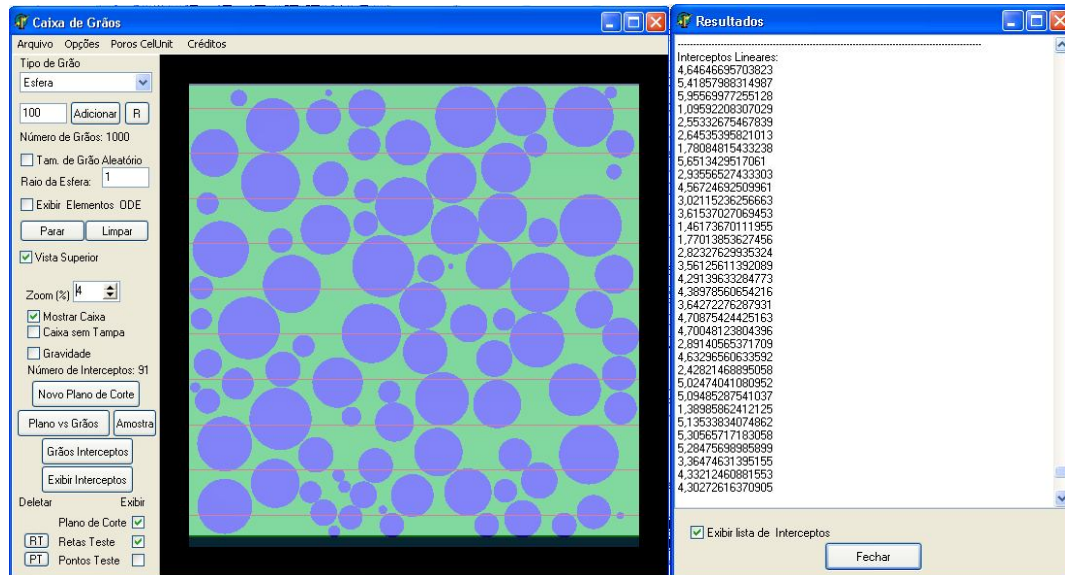 Caixa de Grãos
Arquivo Opções Poros CelUnit Créditos
Tipo de Grão
Esfera
100 Adicionar R
Número de Grãos: 1000
Tam. de Grão Aleatório
Raio da Esfera: 1
Exibir Elementos ODE
Parar Limpar
Vista Superior
Zoom (%) 4
Mostrar Caixa
Caixa sem Tampa
Gravidade
Número de Interceptos: 91
Novo Plano de Corte
Plano vs Grãos Amostra
Grãos Interceptos
Exibir Interceptos
Deletar Exibir
Plano de Corte
RT Retas Teste
PT Pontos Teste
Resultados
Interceptos Lineares:
4,64646695703823
5,41857988314987
5,95569977255128
1,09592208307029
2,55332675467839
2,64535395821013
1,78084815433238
5,6513429517061
2,93556527433303
4,56724692509961
3,02115236256663
3,61537027069453
1,46173670111955
1,77013853627456
2,82327629935324
3,56125611392089
4,29139633284773
4,38978560654216
3,64272276287931
4,70875424425163
4,70048123804396
2,89140565371709
4,63296560633592
2,42821468895058
5,02474041080952
5,09485287541037
1,38985862412125
5,13533834074862
5,30565717183058
5,28475698985899
3,36474631395155
4,33212460881553
4,30272616370905
Exibir lista de Interceptos
Fechar